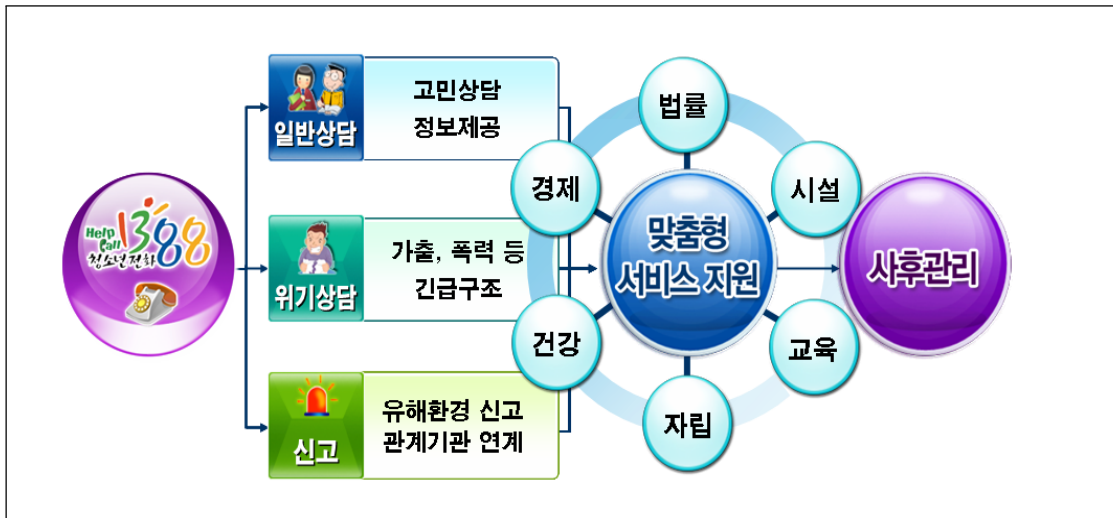 Help
Call
1388
청소년전화
일반상담
고민상담
정보제공
위기상담
가출, 폭력 등
긴급구조
신고
유해환경 신고
관계기관 연계
법률
경제
시설
맞춤형
서비스 지원
건강
교육
자립
사후관리